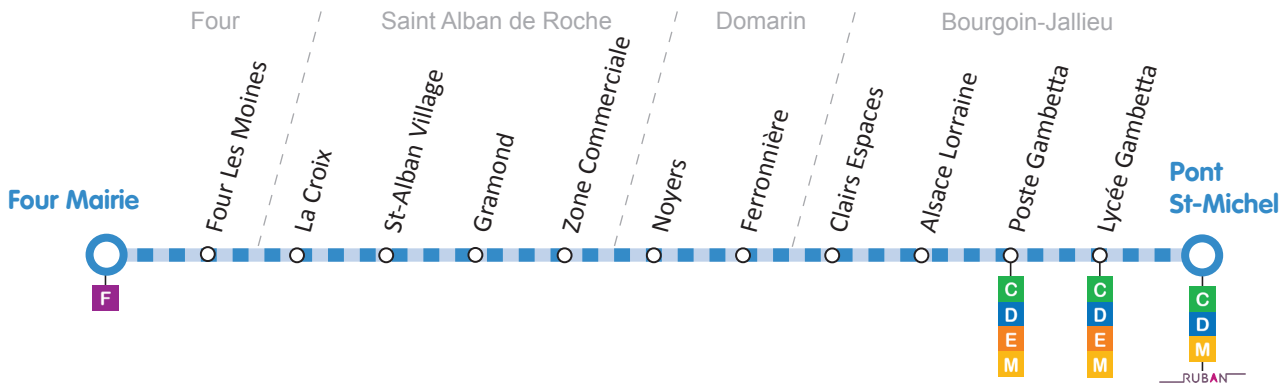 Four
Saint Alban de Roche
Domarin
Bourgoin-Jallieu
Four Mairie
Four Les Moines
La Croix
St-Alban Village
Gramond
Zone Commerciale
Noyers
Ferronnière
Clairs Espaces
Alsace Lorraine
Poste Gambetta
Lycée Gambetta
Pont
St-Michel
F
C
D
E
M
C
D
E
M
C
D
M
RUBAN